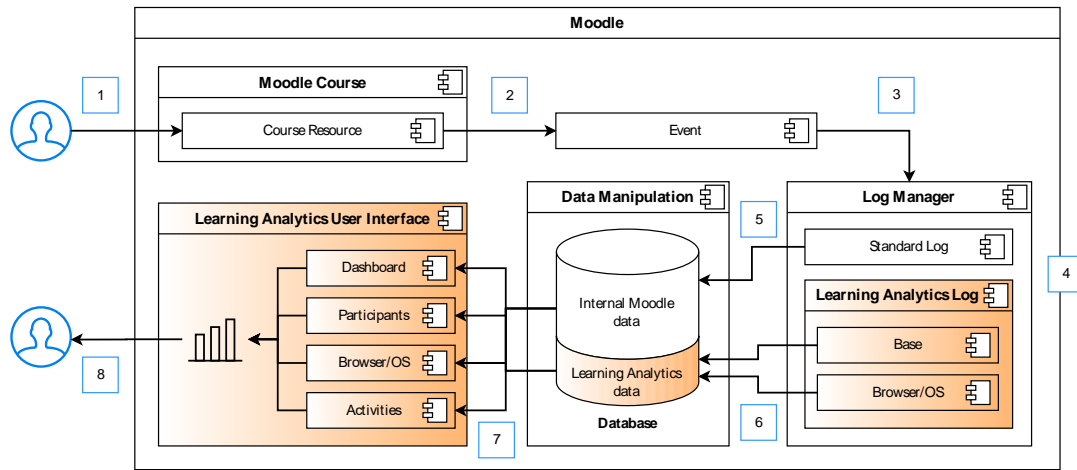 Moodle
1
Moodle Course
Course Resource
2
Event
3
Learning Analytics User Interface
Dashboard
Participants
Browser/OS
Activities
8
7
Data Manipulation
Internal Moodle
data
Learning Analytics
data
Database
5
6
Log Manager
Standard Log
Learning Analytics Log
Base
Browser/OS
4